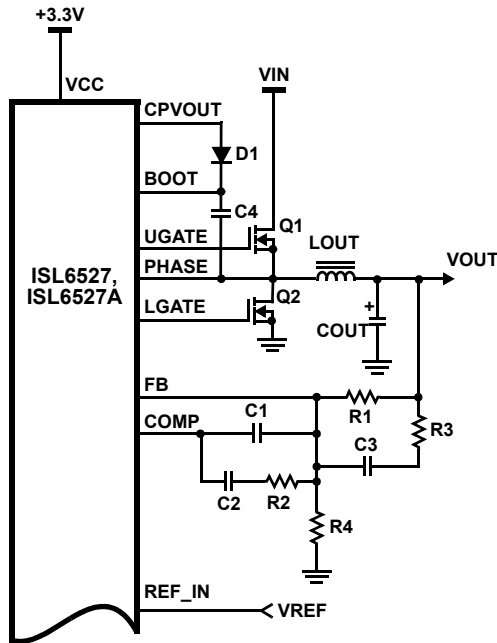 +3.3V
VCC
VIN
CPVOUT
D1
BOOT
C4
Q1
UGATE
LOUT
VOUT
PHASE
ISL6527,
ISL6527A
Q2
LGATE
+
COUT
FB
R1
COMP
C1
R3
C3
C2
R2
R4
REF_IN
VREF